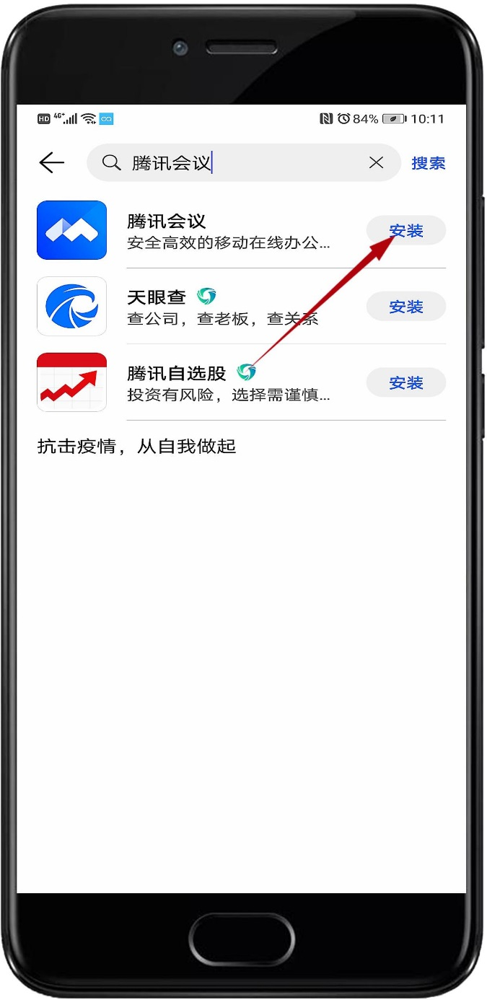 HD 4G+ 84% 10:11
腾讯会议 搜索
腾讯会议
安全高效的移动在线办公...
安装
天眼查
查公司，查老板，查关系
安装
腾讯自选股
投资有风险，选择需谨慎...
安装
抗击疫情，从自我做起